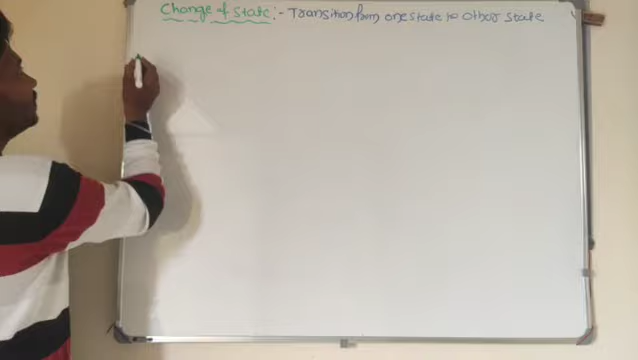 Change of state :- Transition from one state to other state